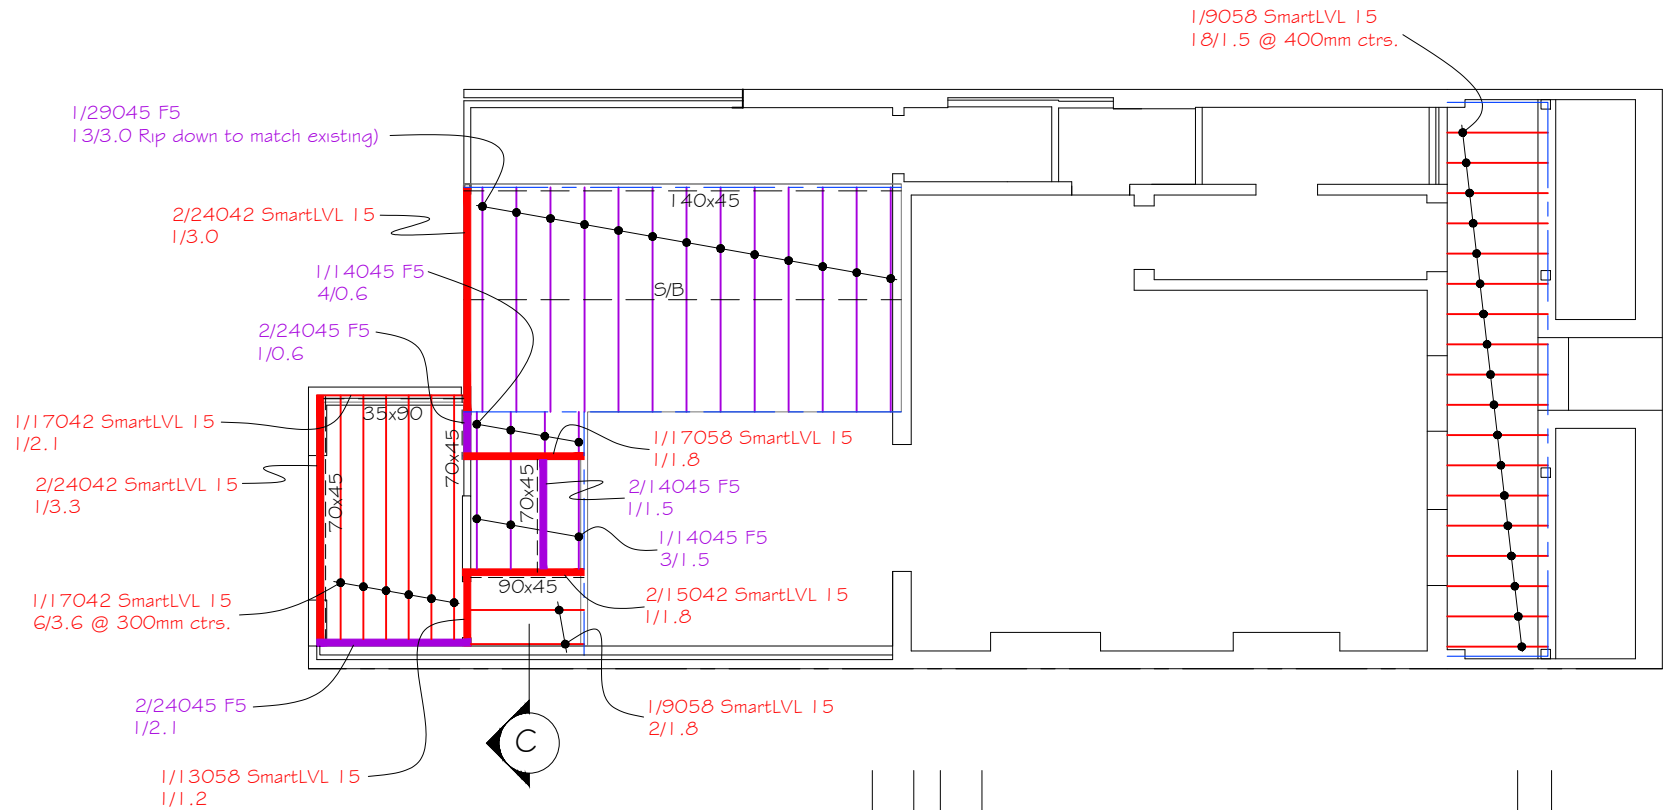 1/9058 SmartLVL 15
18/1.5 @ 400mm ctrs.
1/29045 F5
13/3.0 Rip down to match existing)
140x45
2/24042 SmartLVL 15
1/3.0
1/14045 F5
4/0.6
S/B
2/24045 F5
1/0.6
35x90
1/17042 SmartLVL 15
1/2.1
70x45
1/17058 SmartLVL 15
1/1.8
2/24042 SmartLVL 15
1/3.3
70x45
70x45
2/14045 F5
1/1.5
1/14045 F5
3/1.5
90x45
1/17042 SmartLVL 15
6/3.6 @ 300mm ctrs.
2/15042 SmartLVL 15
1/1.8
2/24045 F5
1/2.1
1/9058 SmartLVL 15
2/1.8
C
1/13058 SmartLVL 15
1/1.2